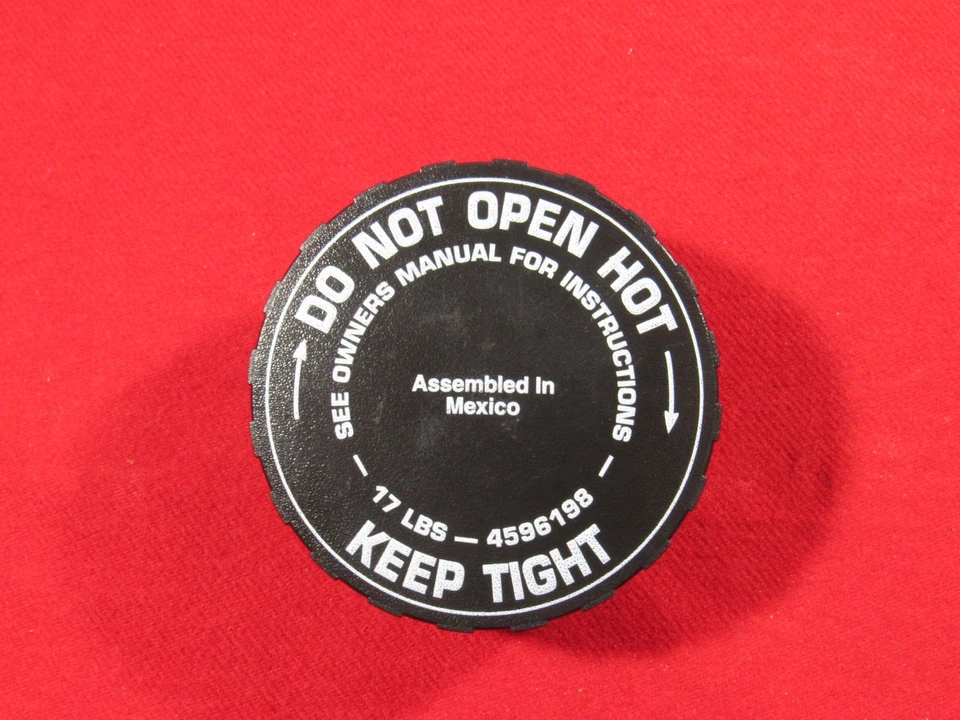 DO NOT OPEN HOT
SEE OWNERS MANUAL FOR INSTRUCTIONS
Assembled In
Mexico
— 17 LBS — 4596198 —
KEEP TIGHT